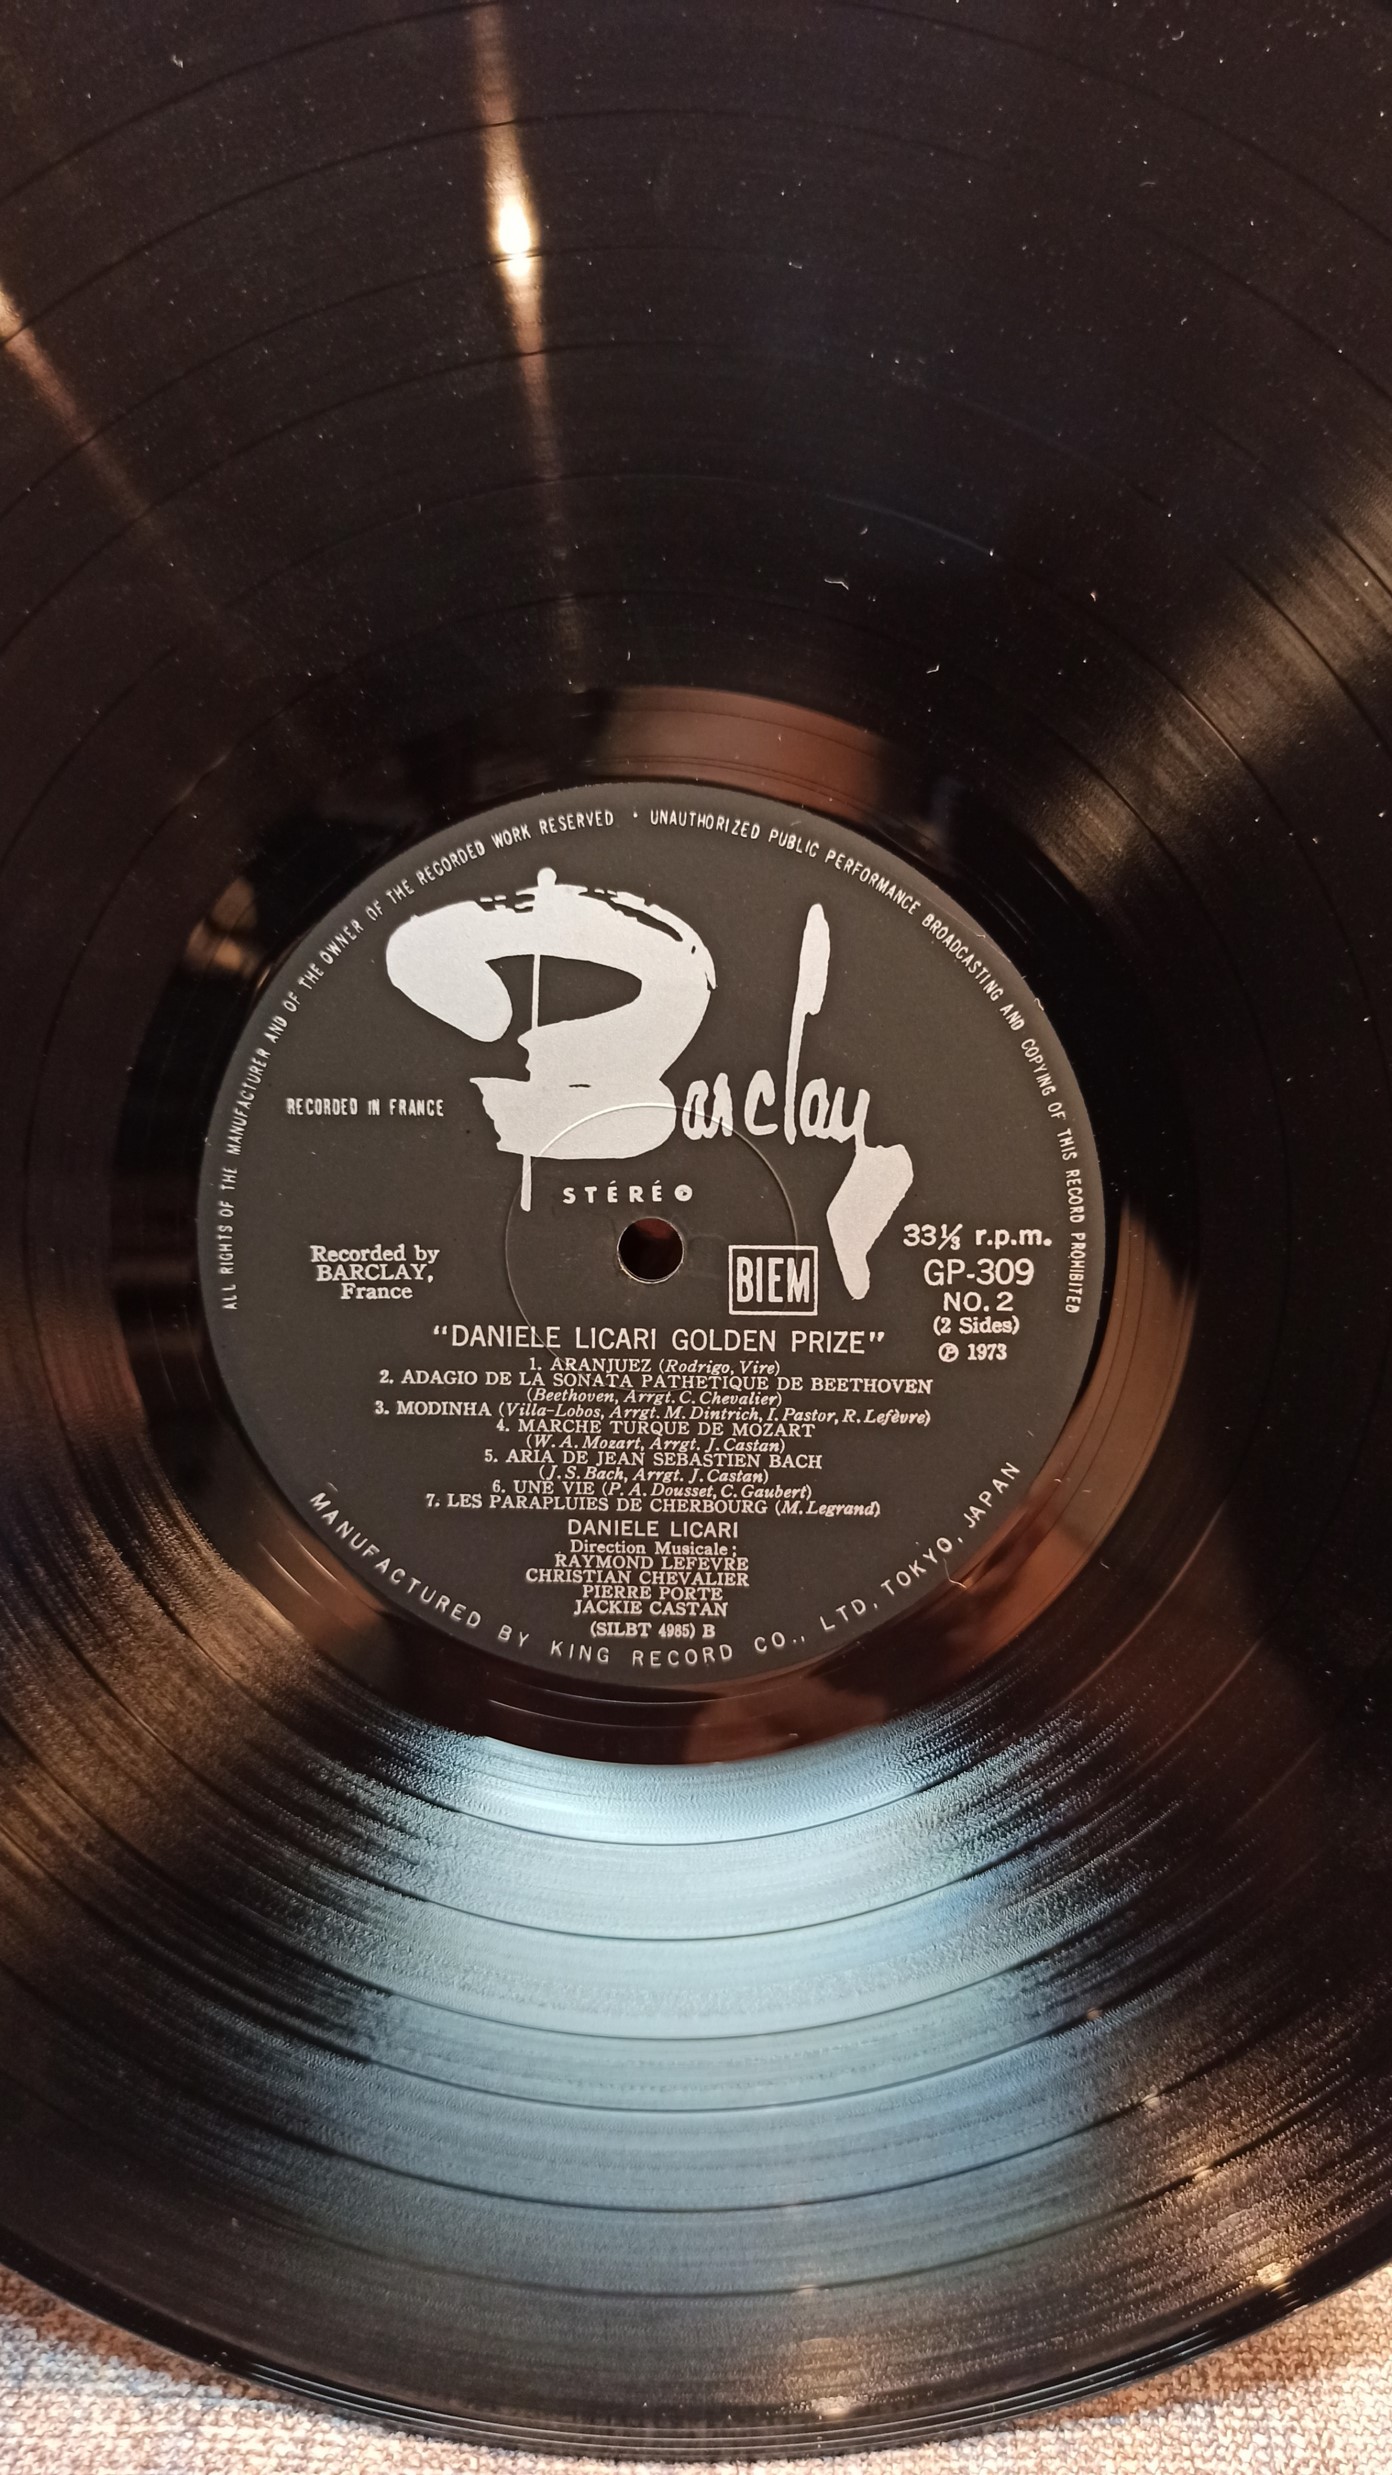 ALL RIGHTS OF THE MANUFACTURER AND OF THE OWNER OF THE RECORDED WORK RESERVED · UNAUTHORIZED PUBLIC PERFORMANCE BROADCASTING AND COPYING OF THIS RECORD PROHIBITED
Barclay
RECORDED IN FRANCE
STÉRÉO
Recorded by
BARCLAY,
France
BIEM
33⅓ r.p.m.
GP-309
NO. 2
(2 Sides)
Ⓟ 1973
"DANIELE LICARI GOLDEN PRIZE"
1. ARANJUEZ (Rodrigo, Vire)
2. ADAGIO DE LA SONATA PATHETIQUE DE BEETHOVEN
(Beethoven, Arrgt. C. Chevalier)
3. MODINHA (Villa-Lobos, Arrgt. M. Dintrich, I. Pastor, R. Lefèvre)
4. MARCHE TURQUE DE MOZART
(W. A. Mozart, Arrgt. J. Castan)
5. ARIA DE JEAN SEBASTIEN BACH
(J. S. Bach, Arrgt. J. Castan)
6. UNE VIE (P. A. Dousset, C. Gaubert)
7. LES PARAPLUIES DE CHERBOURG (M. Legrand)
DANIELE LICARI
Direction Musicale ;
RAYMOND LEFEVRE
CHRISTIAN CHEVALIER
PIERRE PORTE
JACKIE CASTAN
(SILBT 4985) B
MANUFACTURED BY KING RECORD CO., LTD, TOKYO, JAPAN